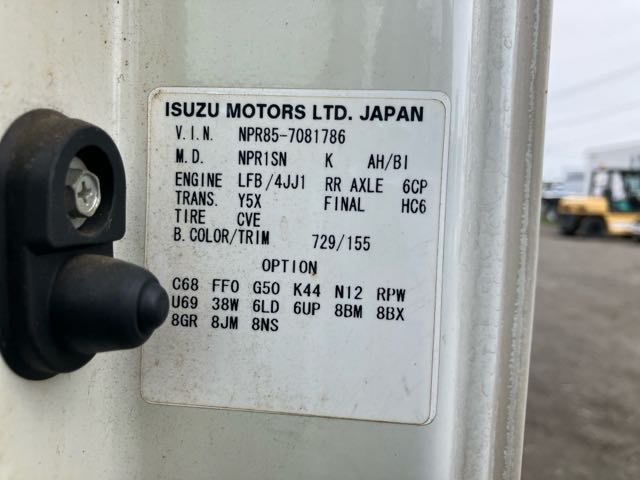 ISUZU MOTORS LTD. JAPAN
V.I.N. NPR85-7081786
M.D. NPR1SN K AH/BI
ENGINE LFB/4JJ1 RR AXLE 6CP
TRANS. Y5X FINAL HC6
TIRE CVE
B.COLOR/TRIM 729/155
OPTION
C68 FF0 G50 K44 N12 RPW
U69 38W 6LD 6UP 8BM 8BX
8GR 8JM 8NS